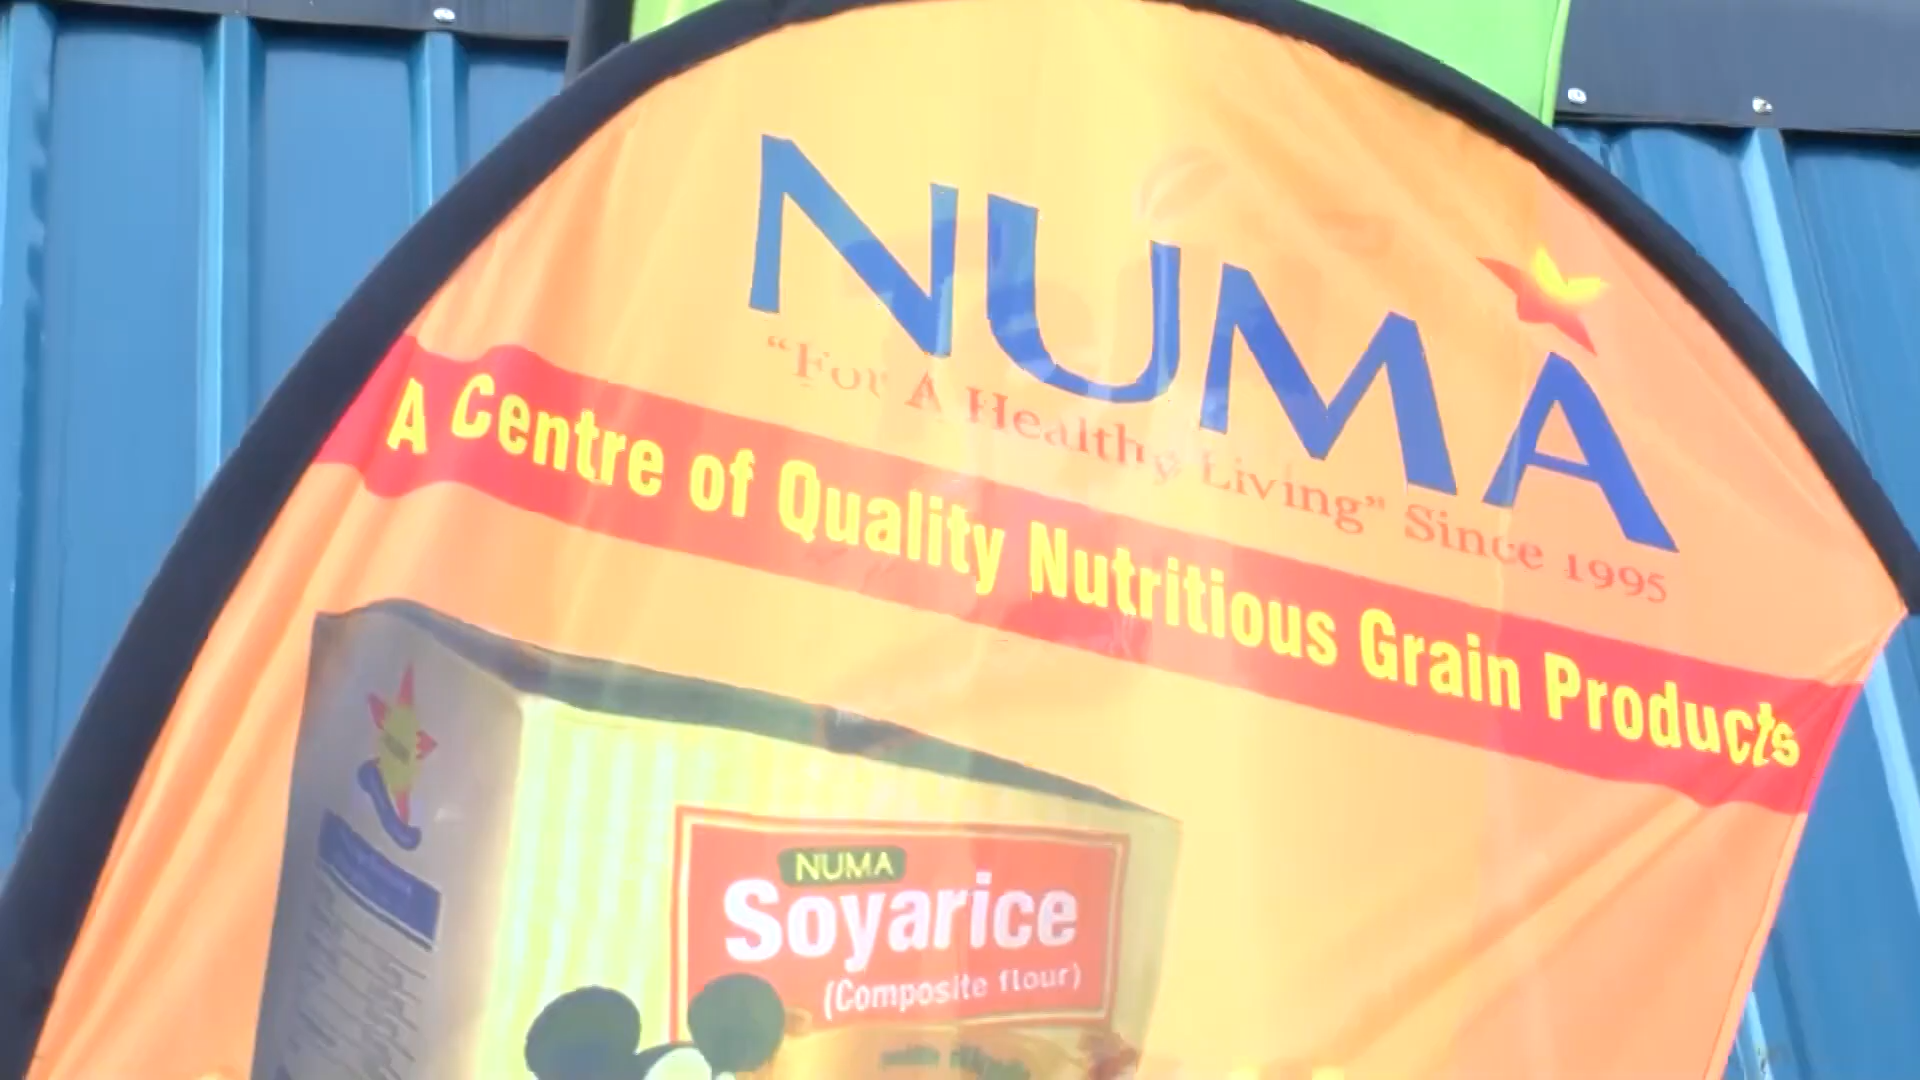 NUMA
“For A Healthy Living” Since 1995
A Centre of Quality Nutritious Grain Products
NUMA
Soyarice
(Composite flour)